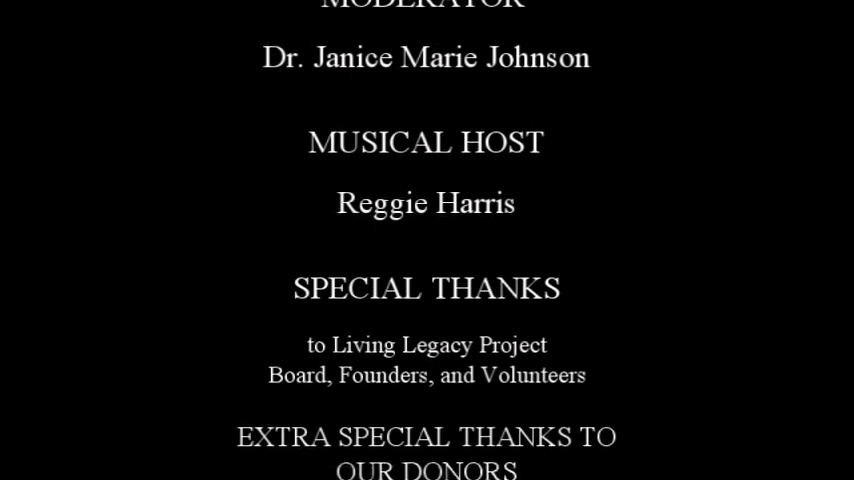 MODERATOR
Dr. Janice Marie Johnson
MUSICAL HOST
Reggie Harris
SPECIAL THANKS
to Living Legacy Project
Board, Founders, and Volunteers
EXTRA SPECIAL THANKS TO
OUR DONORS